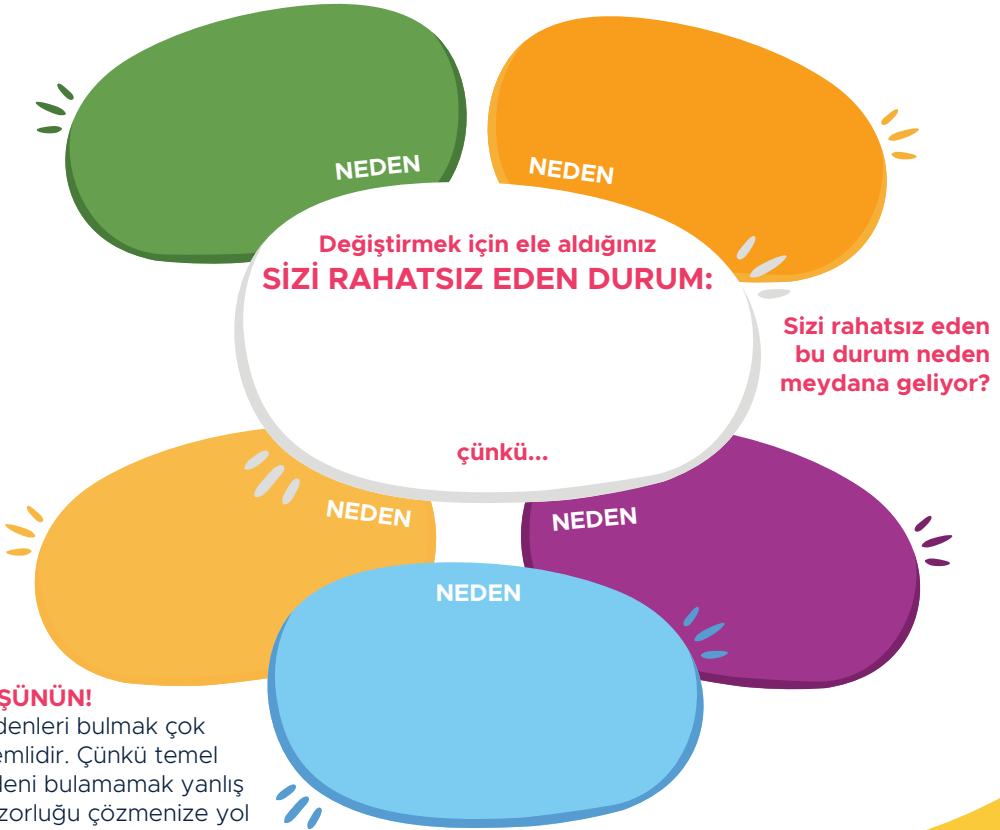 NEDEN
NEDEN
Değiştirmek için ele aldığınız
SİZİ RAHATSIZ EDEN DURUM:
Sizi rahatsız eden
bu durum neden
meydana geliyor?
çünkü...
NEDEN
NEDEN
NEDEN
ŞÜNÜN!
denleri bulmak çok
emlidir. Çünkü temel
deni bulamamak yanlış
zorluğu çözmenize yol